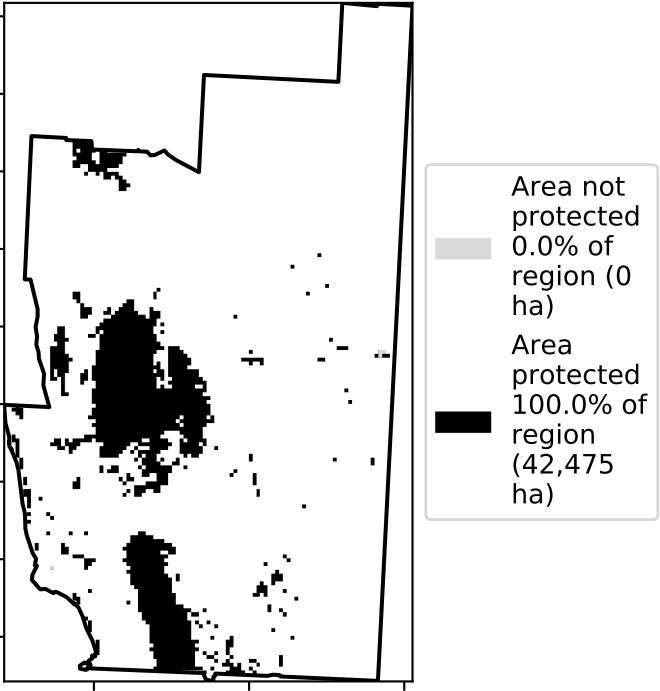 Area not
protected
0.0% of
region (0
ha)
Area
protected
100.0% of
region
(42,475
ha)